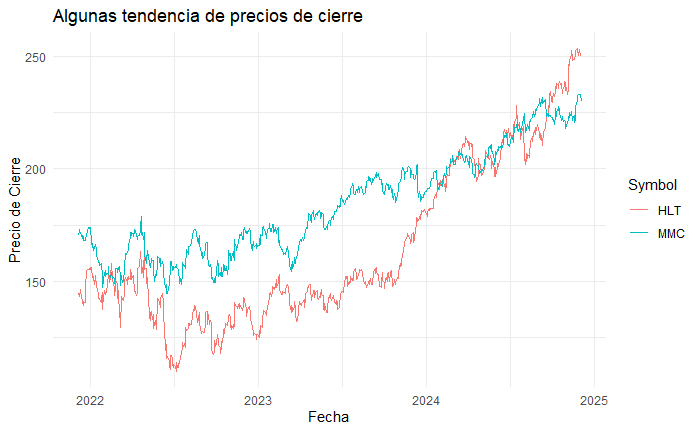 Algunas tendencia de precios de cierre
Precio de Cierre
250
200
150
2022
2023
2024
2025
Fecha
Symbol
HLT
MMC